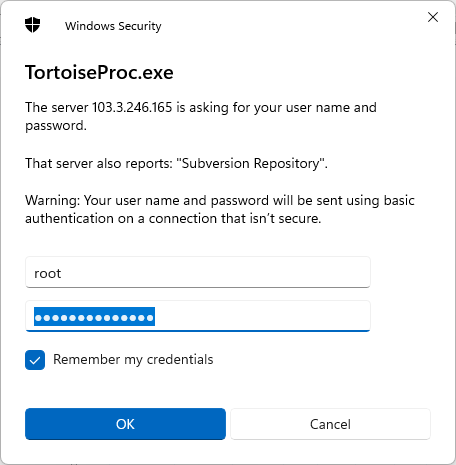 Windows Security
TortoiseProc.exe
The server 103.3.246.165 is asking for your user name and
password.
That server also reports: "Subversion Repository".
Warning: Your user name and password will be sent using basic
authentication on a connection that isn’t secure.
root
●●●●●●●●●●●●●●
Remember my credentials
OK
Cancel